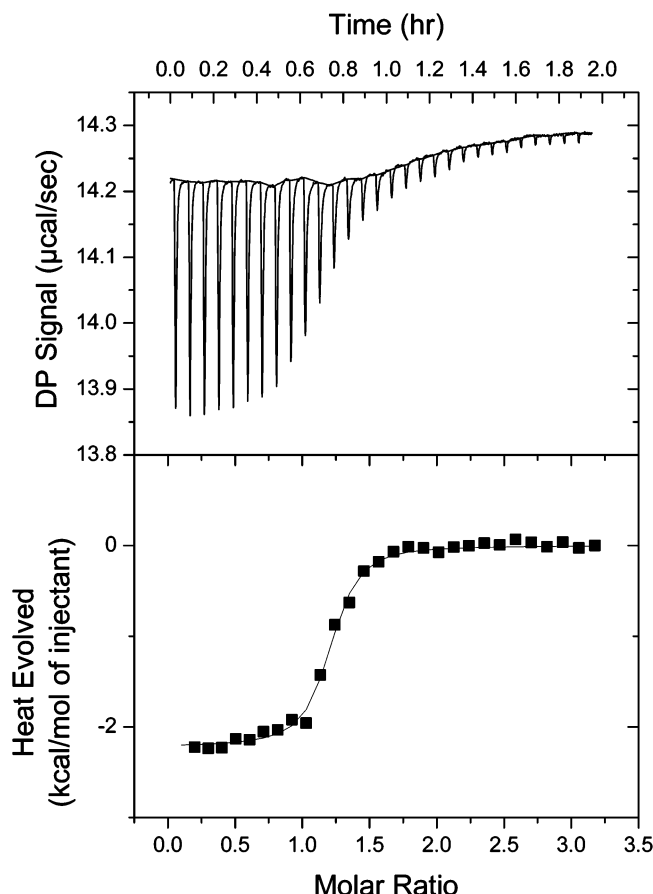 Time (hr)
0.0 0.2 0.4 0.6 0.8 1.0 1.2 1.4 1.6 1.8 2.0
14.3
14.2
14.1
14.0
13.9
13.8
DP Signal (µcal/sec)
0
-2
Heat Evolved
(kcal/mol of injectant)
0.0 0.5 1.0 1.5 2.0 2.5 3.0 3.5
Molar Ratio